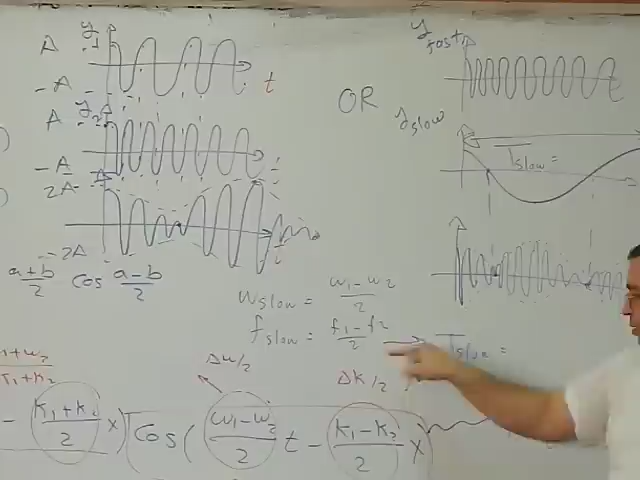 y1
A
-A
t
y2
A
-A
2A
-2A
t
OR
yfast
t
yslow
Tslow =
a+b/2 cos a-b/2
ωslow = ω1-ω2/2
fslow = f1-f2/2 → Tslow =
Δω/2
ΔK/2
- (K1+K2/2 x) cos (ω1-ω2/2 t - K1-K2/2 x)